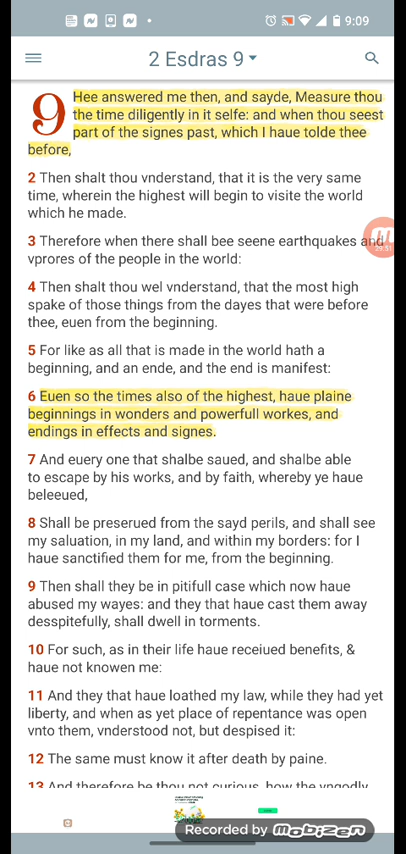 9:09
2 Esdras 9
9 Hee answered me then, and sayde, Measure thou
the time diligently in it selfe: and when thou seest
part of the signes past, which I haue tolde thee
before,
2 Then shalt thou vnderstand, that it is the very same
time, wherein the highest will begin to visite the world
which he made.
3 Therefore when there shall bee seene earthquakes and
vprores of the people in the world:
4 Then shalt thou wel vnderstand, that the most high
spake of those things from the dayes that were before
thee, euen from the beginning.
5 For like as all that is made in the world hath a
beginning, and an ende, and the end is manifest:
6 Euen so the times also of the highest, haue plaine
beginnings in wonders and powerfull workes, and
endings in effects and signes.
7 And euery one that shalbe saued, and shalbe able
to escape by his works, and by faith, whereby ye haue
beleeued,
8 Shall be preserued from the sayd perils, and shall see
my saluation, in my land, and within my borders: for I
haue sanctified them for me, from the beginning.
9 Then shall they be in pitifull case which now haue
abused my wayes: and they that haue cast them away
desspitefully, shall dwell in torments.
10 For such, as in their life haue receiued benefits, &
haue not knowen me:
11 And they that haue loathed my law, while they had yet
liberty, and when as yet place of repentance was open
vnto them, vnderstood not, but despised it:
12 The same must know it after death by paine.
13 And therefore be thou not curious, how the vngodly
Recorded by mobizen